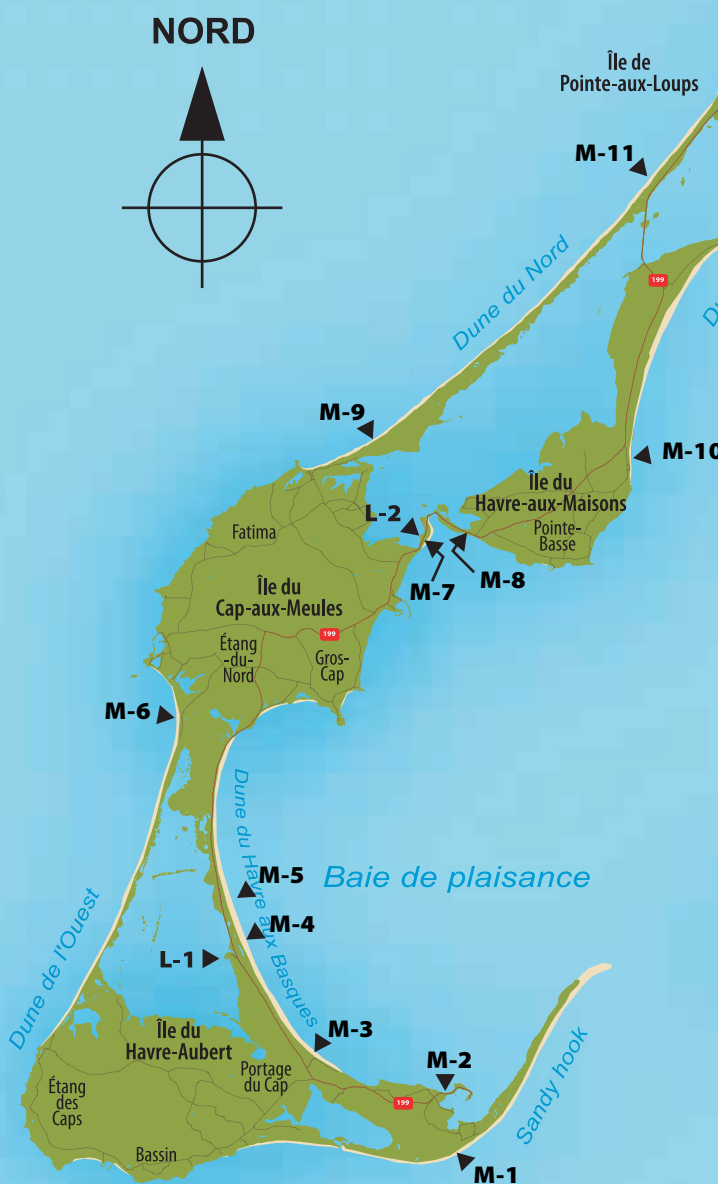 NORD
Île de
Pointe-aux-Loups
M-11
199
Dune du Nord
M-9
M-10
Île du
Havre-aux-Maisons
L-2
Fatima
Pointe-
Basse
M-7
M-8
Île du
Cap-aux-Meules
199
Étang
-du-
Nord
Gros-
Cap
M-6
Dune du Havre aux Basques
M-5
Baie de plaisance
M-4
Dune de l'Ouest
L-1
Île du
Havre-Aubert
M-3
M-2
Portage
du Cap
Sandy hook
Étang
des
Caps
199
Bassin
M-1